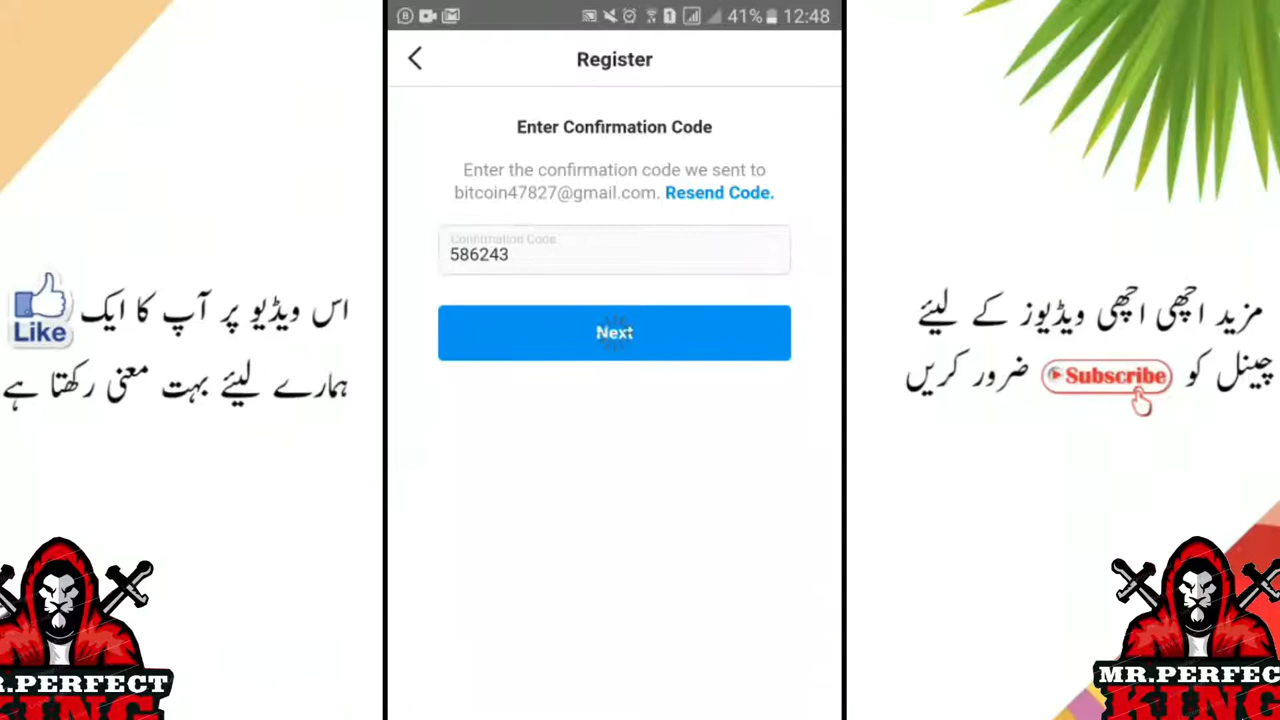 41% 12:48
Register
Enter Confirmation Code
Enter the confirmation code we sent to
bitcoin47827@gmail.com. Resend Code.
Confirmation Code
586243
Next
اس ویڈیو پر آپ کا ایک Like
ہمارے لیئے بہت معنی رکھتا ہے
مزید اچھی اچھی ویڈیوز کے لیئے
چینل کو Subscribe ضرور کریں
R.PERFECT
KING
MR.PERFEC
KING